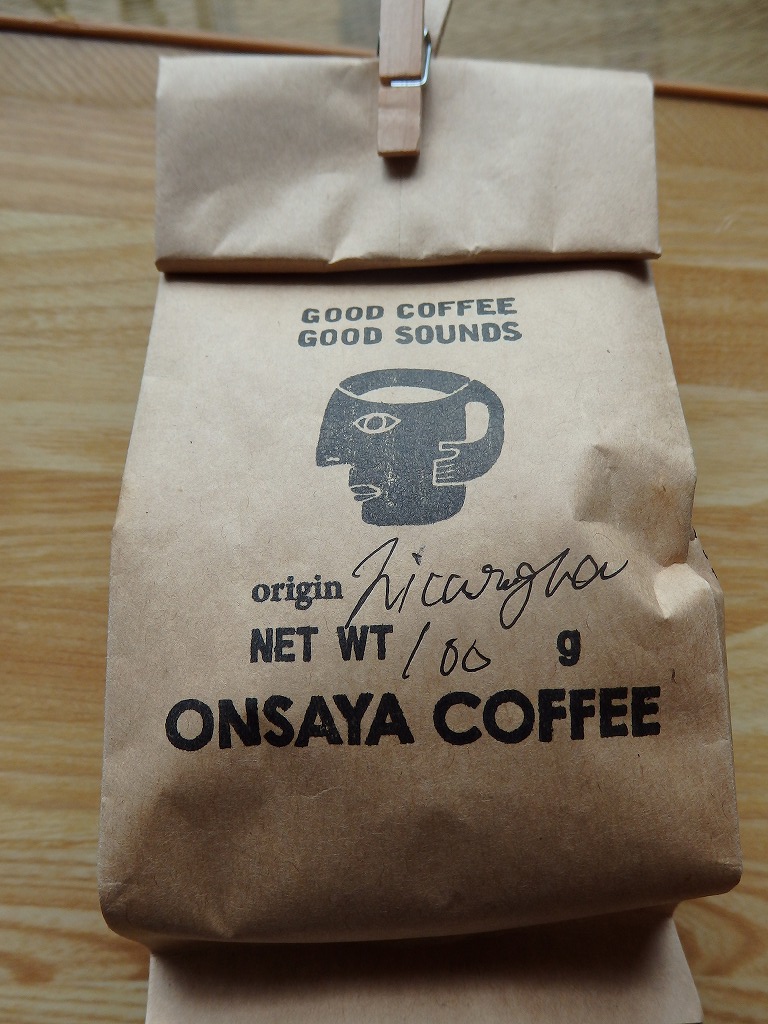 GOOD COFFEE
GOOD SOUNDS
origin Nicaragua
NET WT 100 g
ONSAYA COFFEE